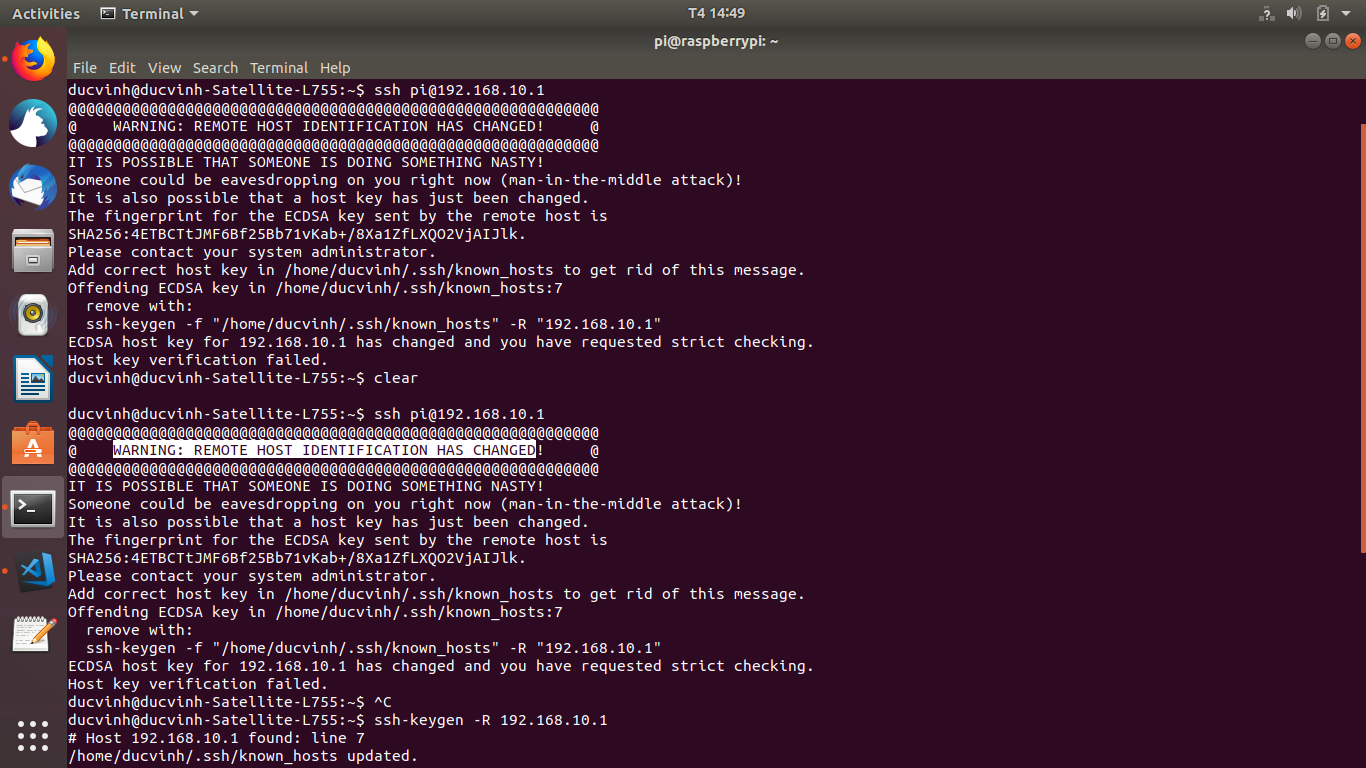 Activities Terminal T4 14:49
pi@raspberrypi: ~
File Edit View Search Terminal Help
ducvinh@ducvinh-Satellite-L755:~$ ssh pi@192.168.10.1
@@@@@@@@@@@@@@@@@@@@@@@@@@@@@@@@@@@@@@@@@@@@@@@@@@@@@@@@@@@
@    WARNING: REMOTE HOST IDENTIFICATION HAS CHANGED!     @
@@@@@@@@@@@@@@@@@@@@@@@@@@@@@@@@@@@@@@@@@@@@@@@@@@@@@@@@@@@
IT IS POSSIBLE THAT SOMEONE IS DOING SOMETHING NASTY!
Someone could be eavesdropping on you right now (man-in-the-middle attack)!
It is also possible that a host key has just been changed.
The fingerprint for the ECDSA key sent by the remote host is
SHA256:4ETBCTtJMF6Bf25Bb71vKab+/8Xa1ZfLXQO2VjAIJlk.
Please contact your system administrator.
Add correct host key in /home/ducvinh/.ssh/known_hosts to get rid of this message.
Offending ECDSA key in /home/ducvinh/.ssh/known_hosts:7
  remove with:
  ssh-keygen -f "/home/ducvinh/.ssh/known_hosts" -R "192.168.10.1"
ECDSA host key for 192.168.10.1 has changed and you have requested strict checking.
Host key verification failed.
ducvinh@ducvinh-Satellite-L755:~$ clear
ducvinh@ducvinh-Satellite-L755:~$ ssh pi@192.168.10.1
@@@@@@@@@@@@@@@@@@@@@@@@@@@@@@@@@@@@@@@@@@@@@@@@@@@@@@@@@@@
@    WARNING: REMOTE HOST IDENTIFICATION HAS CHANGED!     @
@@@@@@@@@@@@@@@@@@@@@@@@@@@@@@@@@@@@@@@@@@@@@@@@@@@@@@@@@@@
IT IS POSSIBLE THAT SOMEONE IS DOING SOMETHING NASTY!
Someone could be eavesdropping on you right now (man-in-the-middle attack)!
It is also possible that a host key has just been changed.
The fingerprint for the ECDSA key sent by the remote host is
SHA256:4ETBCTtJMF6Bf25Bb71vKab+/8Xa1ZfLXQO2VjAIJlk.
Please contact your system administrator.
Add correct host key in /home/ducvinh/.ssh/known_hosts to get rid of this message.
Offending ECDSA key in /home/ducvinh/.ssh/known_hosts:7
  remove with:
  ssh-keygen -f "/home/ducvinh/.ssh/known_hosts" -R "192.168.10.1"
ECDSA host key for 192.168.10.1 has changed and you have requested strict checking.
Host key verification failed.
ducvinh@ducvinh-Satellite-L755:~$ ^C
ducvinh@ducvinh-Satellite-L755:~$ ssh-keygen -R 192.168.10.1
# Host 192.168.10.1 found: line 7
/home/ducvinh/.ssh/known_hosts updated.